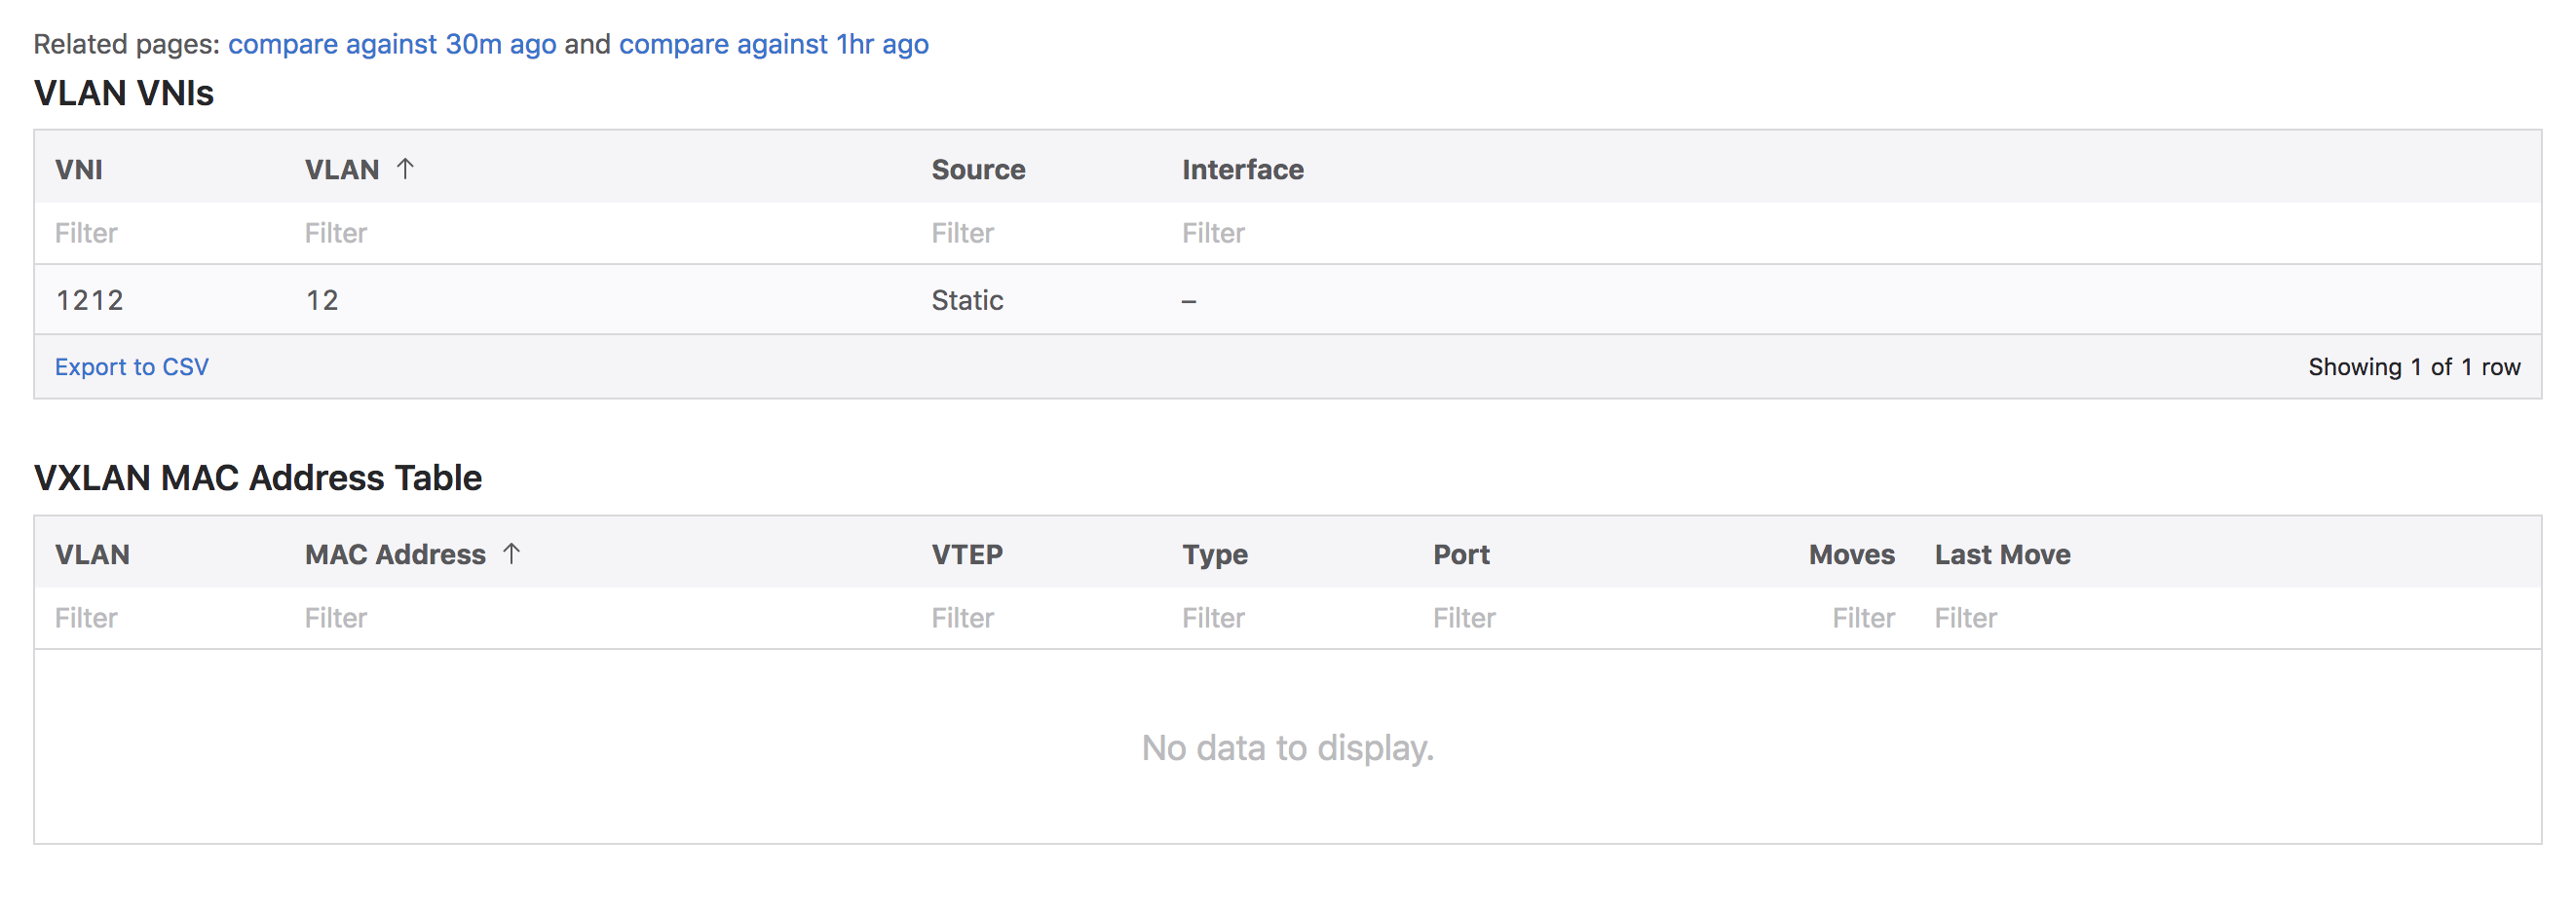 Related pages: compare against 30m ago and compare against 1hr ago
VLAN VNIs
VNI VLAN ↑ Source Interface
Filter Filter Filter Filter
1212 12 Static –
Export to CSV Showing 1 of 1 row
VXLAN MAC Address Table
VLAN MAC Address ↑ VTEP Type Port Moves Last Move
Filter Filter Filter Filter Filter Filter Filter
No data to display.